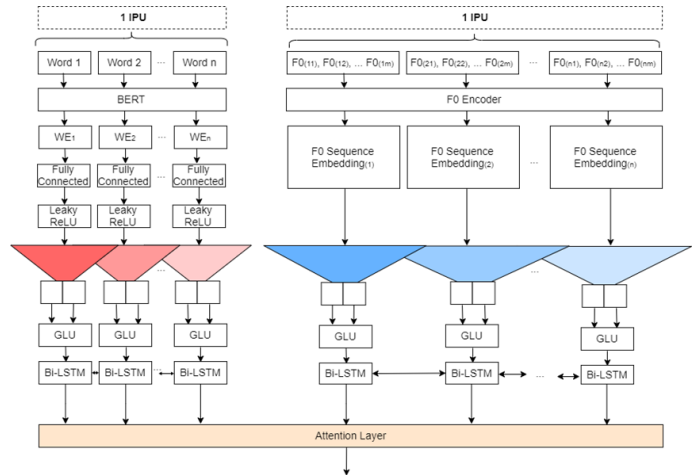 1 IPU 1 IPU
Word 1 Word 2 ... Word n F0(11), F0(12), ... F0(1m) F0(21), F0(22), ... F0(2m) ... F0(n1), F0(n2), ... F0(nm)
BERT F0 Encoder
WE1 WE2 ... WEn
F0 Sequence F0 Sequence F0 Sequence
Embedding(1) Embedding(2) ... Embedding(n)
Fully Fully Fully
Connected Connected ... Connected
Leaky Leaky Leaky
ReLU ReLU ReLU
... ...
GLU GLU GLU GLU GLU GLU
Bi-LSTM Bi-LSTM ... Bi-LSTM Bi-LSTM Bi-LSTM ... Bi-LSTM
Attention Layer